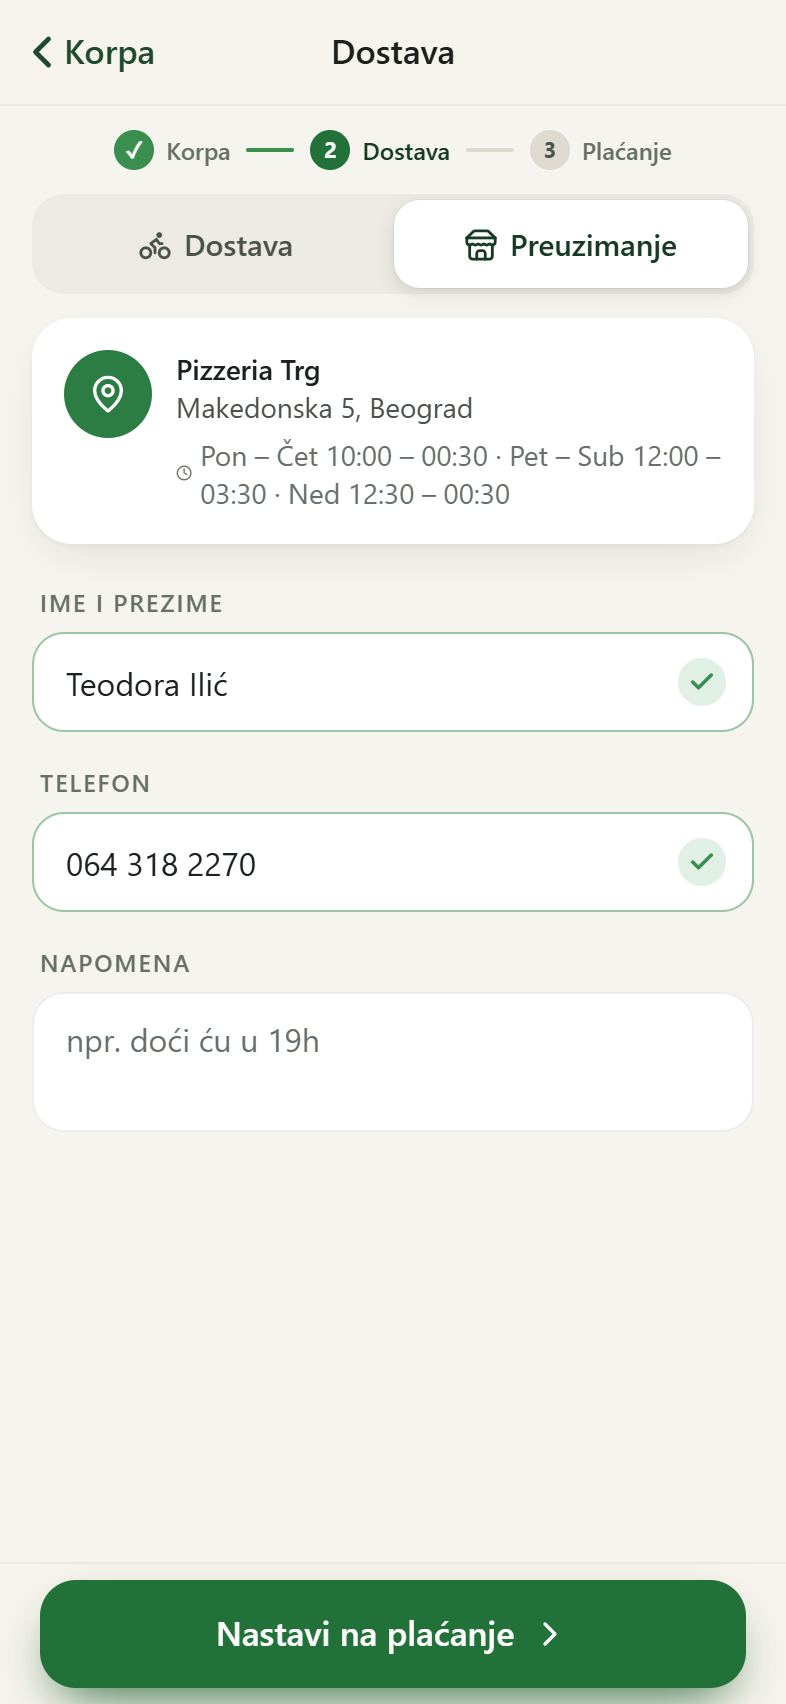 Korpa
Dostava
Korpa
2
Dostava
3
Plaćanje
Dostava
Preuzimanje
Pizzeria Trg
Makedonska 5, Beograd
Pon – Čet 10:00 – 00:30 · Pet – Sub 12:00 –
03:30 · Ned 12:30 – 00:30
IME I PREZIME
Teodora Ilić
TELEFON
064 318 2270
NAPOMENA
npr. doći ću u 19h
Nastavi na plaćanje